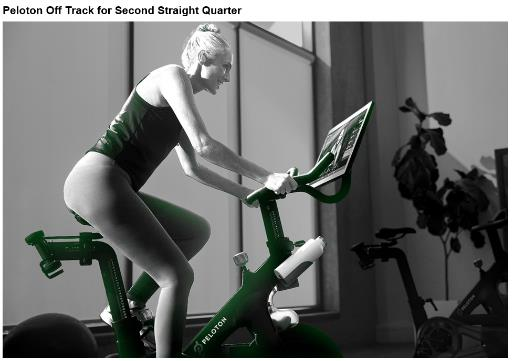 Peloton Off Track for Second Straight Quarter
PELOTON